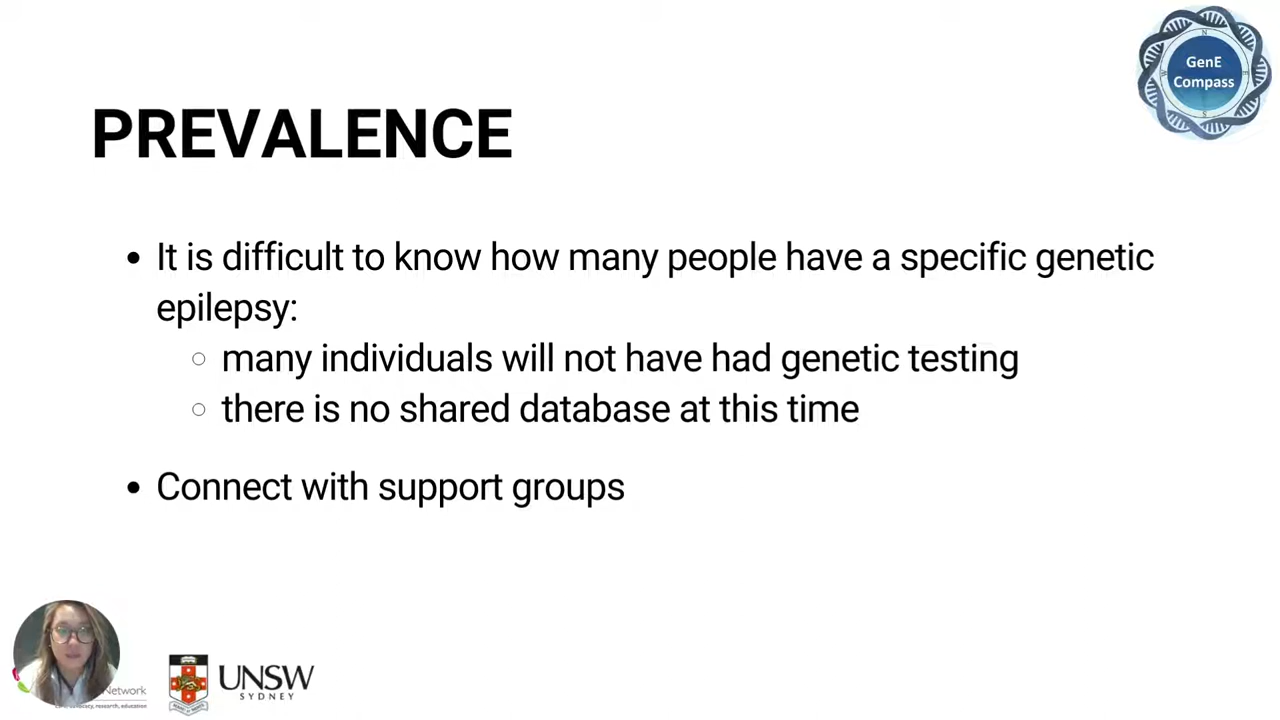 GenE
Compass
PREVALENCE
• It is difficult to know how many people have a specific genetic
epilepsy:
○ many individuals will not have had genetic testing
○ there is no shared database at this time
• Connect with support groups
Network
research, education
UNSW
SYDNEY